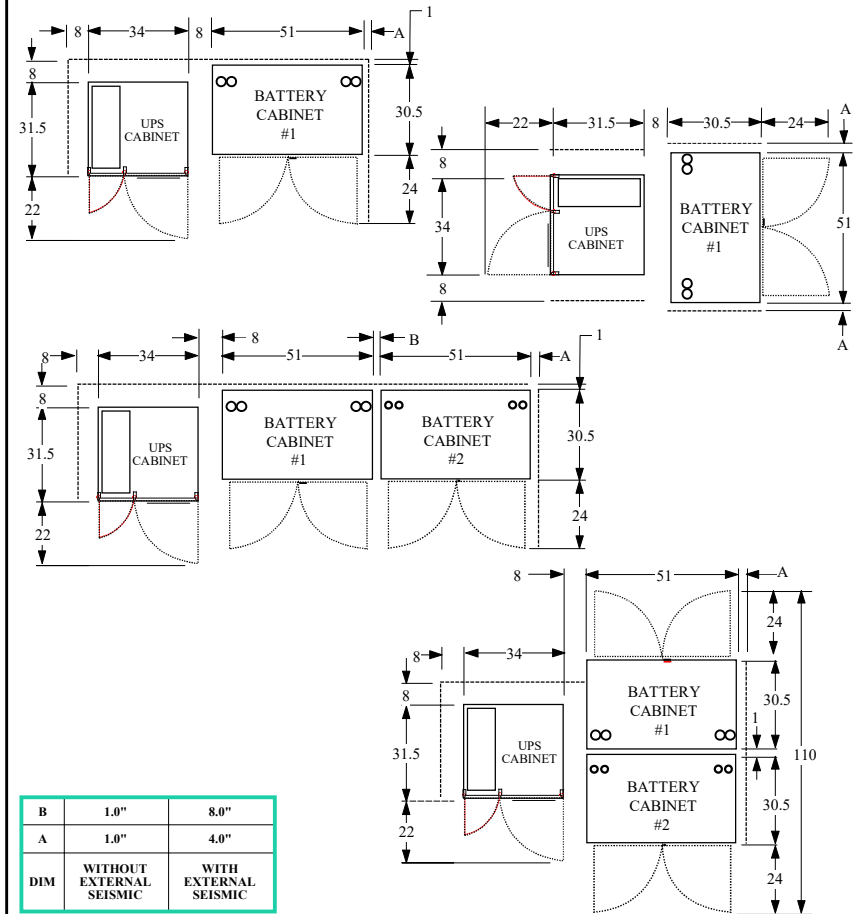 1
8 34 8 51 A
8
31.5
22
UPS
CABINET
BATTERY
CABINET
#1
30.5
24
22 31.5 8 30.5 24 A
8
34
8
UPS
CABINET
BATTERY
CABINET
#1
51
A
1
8 34 8 51 B 51 A
8
31.5
22
UPS
CABINET
BATTERY
CABINET
#1
BATTERY
CABINET
#2
30.5
24
8 51 A
8 34
8
31.5
22
UPS
CABINET
BATTERY
CABINET
#1
BATTERY
CABINET
#2
24
30.5
1
110
30.5
24
B 1.0" 8.0"
A 1.0" 4.0"
DIM WITHOUT EXTERNAL SEISMIC WITH EXTERNAL SEISMIC